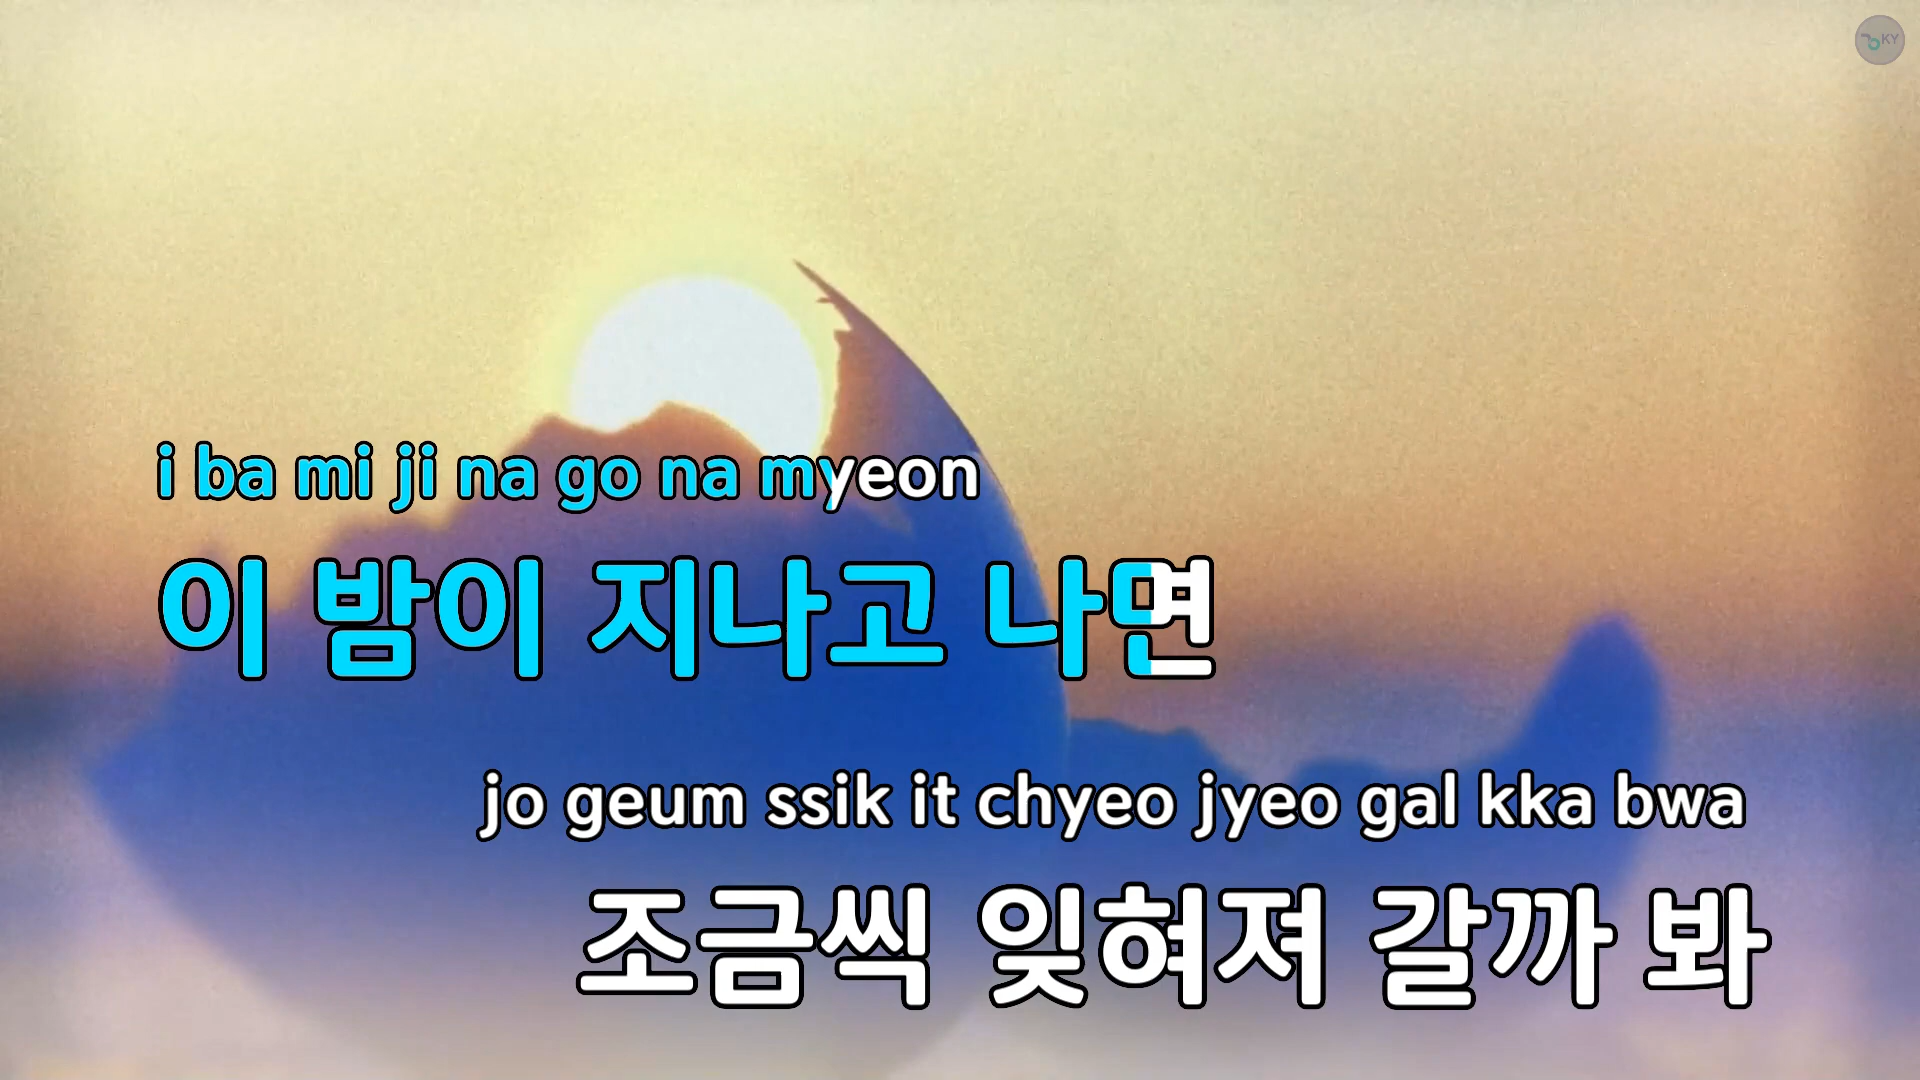 KY
i ba mi ji na go na myeon
이 밤이 지나고 나면
jo geum ssik it chyeo jyeo gal kka bwa
조금씩 잊혀져 갈까 봐